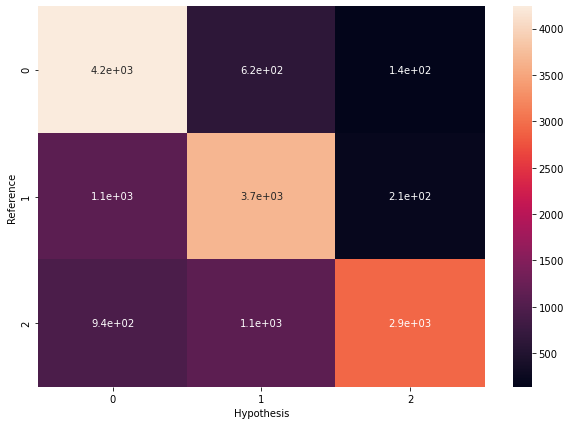 4000
0 4.2e+03 6.2e+02 1.4e+02
3500
3000
Reference 1 1.1e+03 3.7e+03 2.1e+02
2500
2000
1500
2 9.4e+02 1.1e+03 2.9e+03
1000
500
0 1 2
Hypothesis